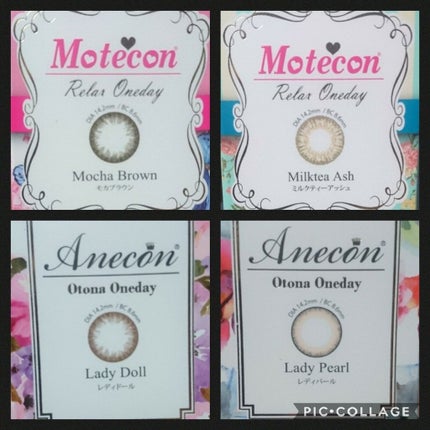 Motecon®
Relax Oneday
DIA 14.2mm / BC 8.6mm
Mocha Brown
モカブラウン
Motecon®
Relax Oneday
DIA 14.2mm / BC 8.6mm
Milktea Ash
ミルクティーアッシュ
Anecon®
Otona Oneday
DIA 14.2mm / BC 8.6mm
Lady Doll
レディドール
Anecon®
Otona Oneday
DIA 14.2mm / BC 8.6mm
Lady Pearl
レディパール
PIC•COLLAGE